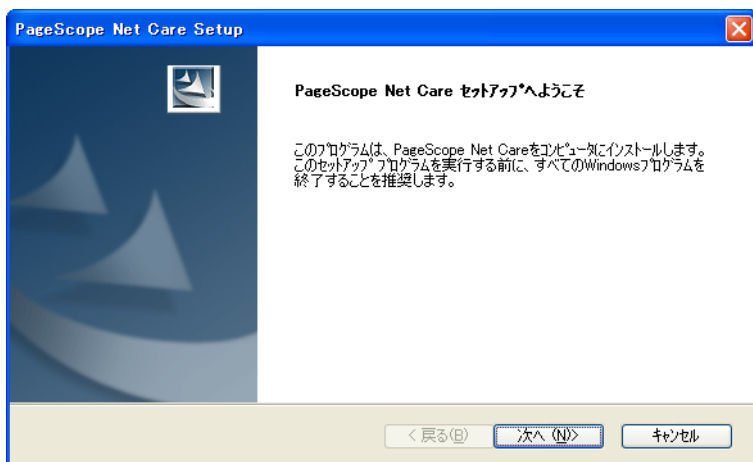 PageScope Net Care Setup
PageScope Net Care ｾｯﾄｱｯﾌﾟへようこそ
このﾌﾟﾛｸﾞﾗﾑは、PageScope Net Careをｺﾝﾋﾟｭｰﾀにインストールします。
このｾｯﾄｱｯﾌﾟ ﾌﾟﾛｸﾞﾗﾑを実行する前に、すべてのWindowsﾌﾟﾛｸﾞﾗﾑを
終了することを推奨します。
< 戻る(B)
次へ (N)>
ｷｬﾝｾﾙ